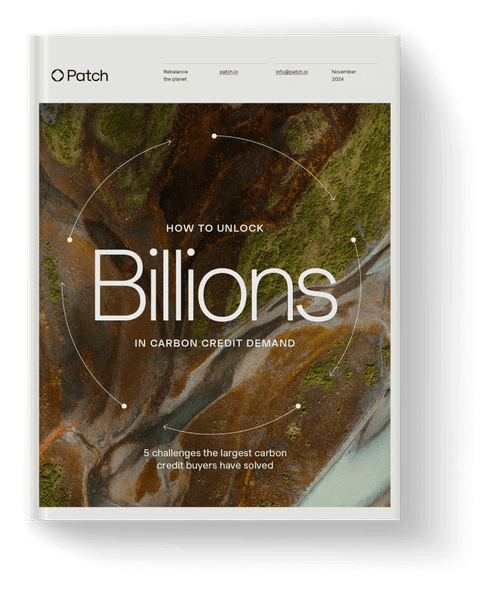 Patch
Rebalance
the planet
patch.io
info@patch.io
November
2024
HOW TO UNLOCK
Billions
IN CARBON CREDIT DEMAND
5 challenges the largest carbon
credit buyers have solved